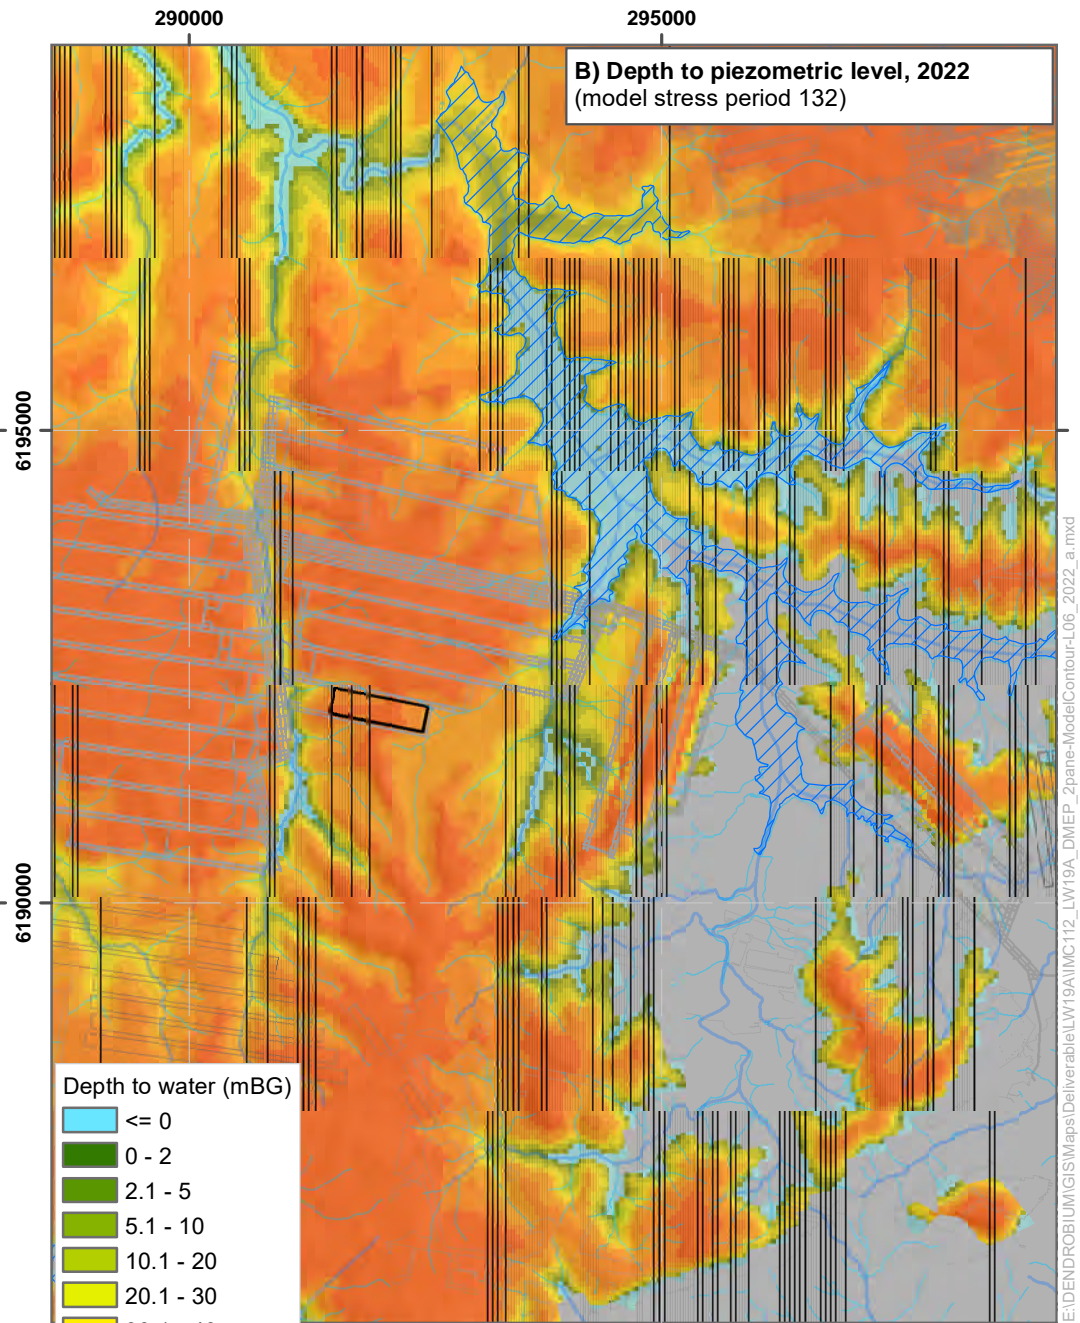 290000
295000
B) Depth to piezometric level, 2022
(model stress period 132)
6195000
6190000
Depth to water (mBG)
<= 0
0 - 2
2.1 - 5
5.1 - 10
10.1 - 20
20.1 - 30
E:\DENDROBIUM\GIS\Maps\Deliverable\LW19A\IMC112_LW19A_DMEP_2pane-ModelContour-L06_2022_a.mxd